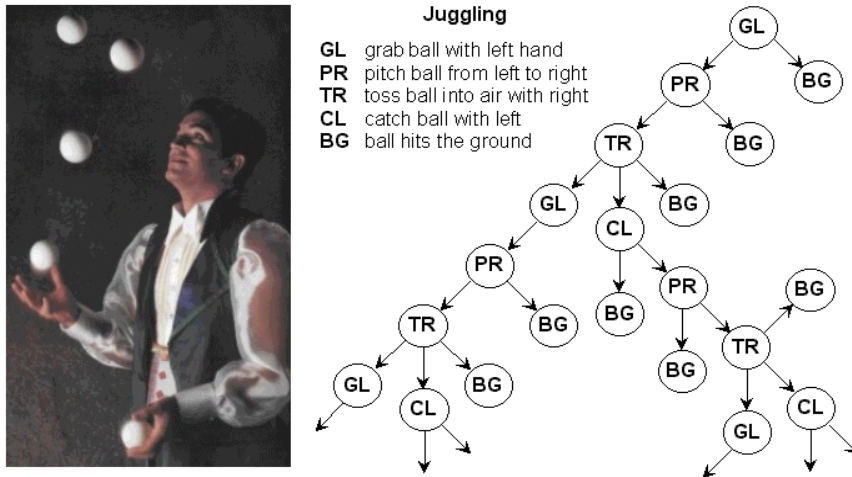 Juggling
GL grab ball with left hand
PR pitch ball from left to right
TR toss ball into air with right
CL catch ball with left
BG ball hits the ground
GL
PR
BG
TR
BG
GL
CL
BG
PR
PR
BG
TR
BG
BG
TR
BG
GL
CL
BG
GL
CL